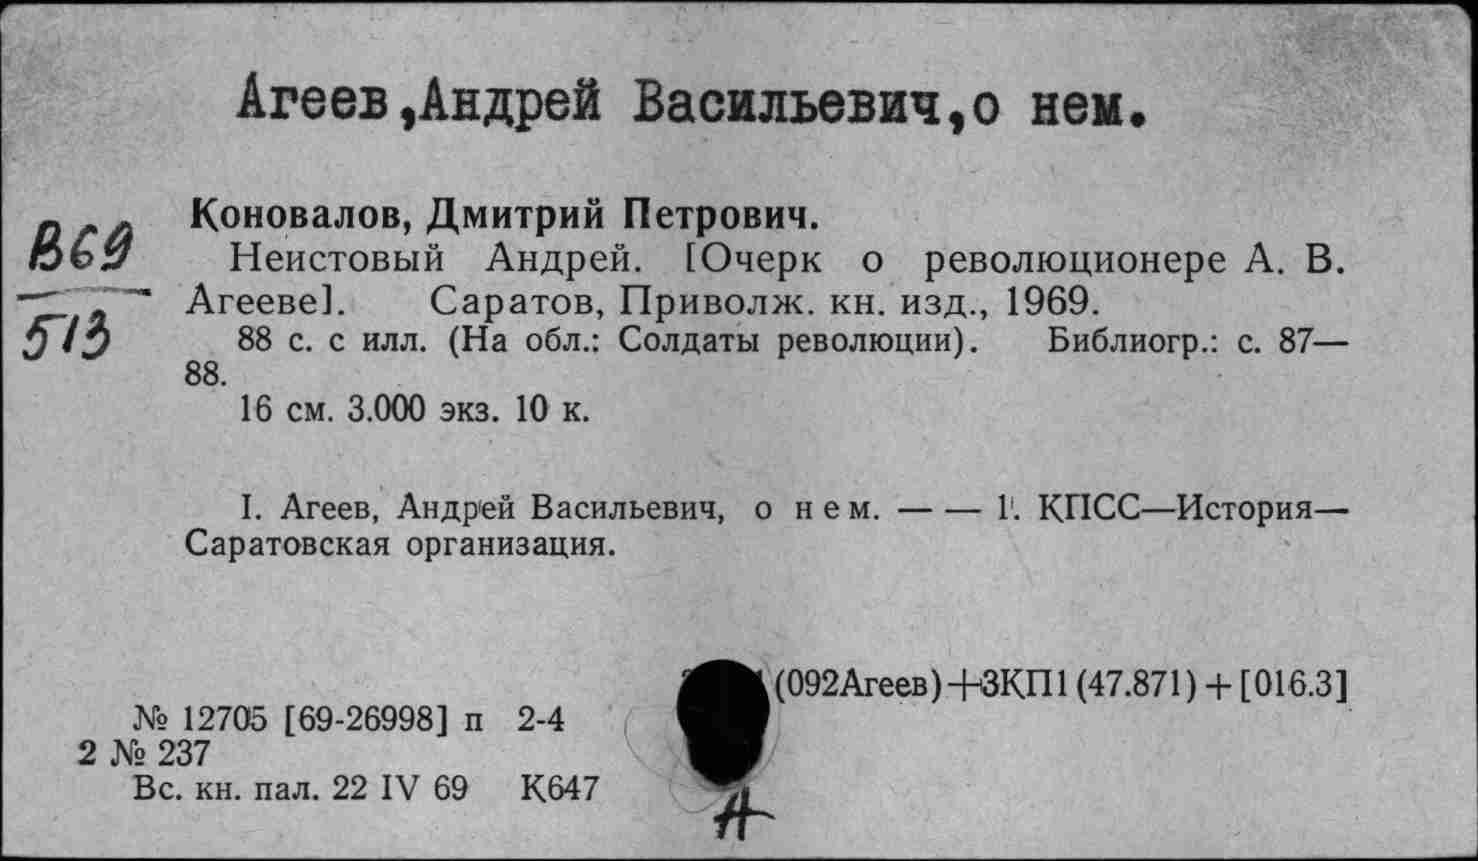 Агеев,Андрей Васильевич,о нем.
В69
513
Коновалов, Дмитрий Петрович.
Неистовый Андрей. [Очерк о революционере А. В.
Агееве]. Саратов, Приволж. кн. изд., 1969.
88 с. с илл. (На обл.: Солдаты революции). Библиогр.: с. 87—
88.
16 см. 3.000 экз. 10 к.
I. Агеев, Андрей Васильевич, о нем. — — 1. КПСС—История—
Саратовская организация.
(092Агеев)+3КП1(47.871)+[016.3]
№ 12705 [69-26998] п 2-4
2 № 237
Вс. кн. пал. 22 IV 69 К647
А